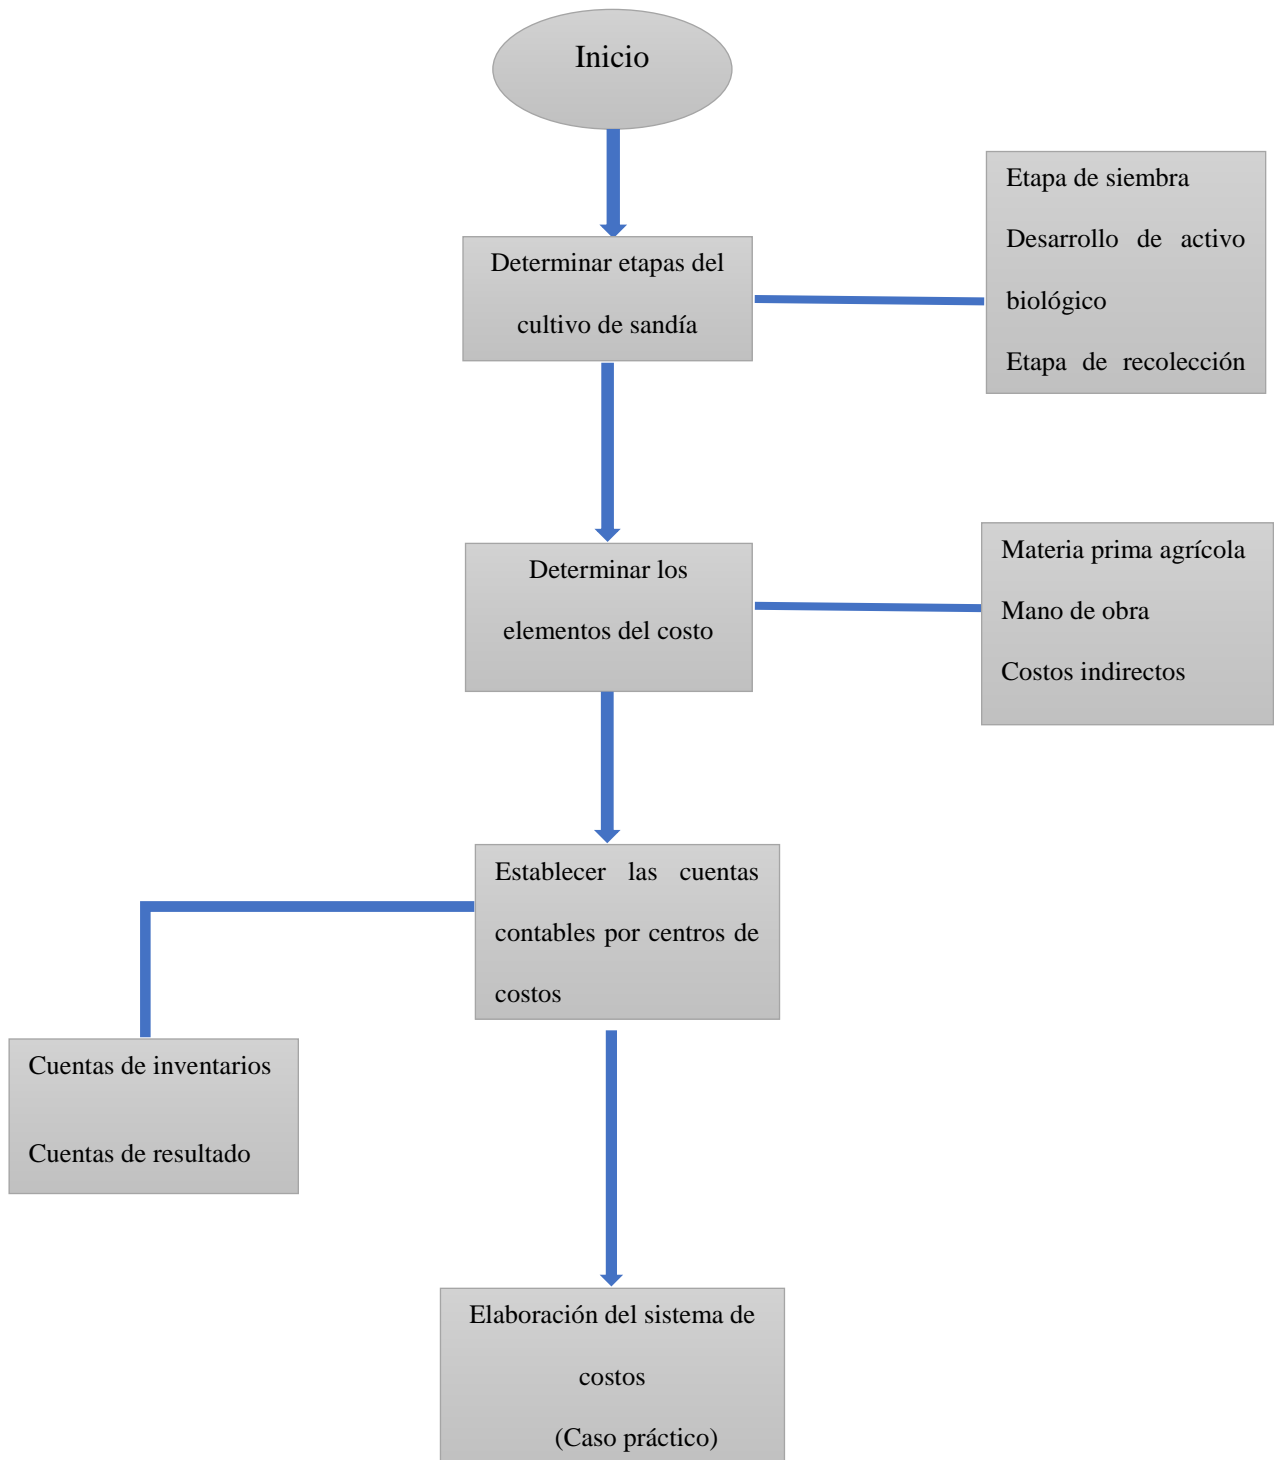 Inicio
Determinar etapas del
cultivo de sandía
Etapa de siembra
Desarrollo de activo
biológico
Etapa de recolección
Determinar los
elementos del costo
Materia prima agrícola
Mano de obra
Costos indirectos
Establecer las cuentas
contables por centros de
costos
Cuentas de inventarios
Cuentas de resultado
Elaboración del sistema de
costos
(Caso práctico)